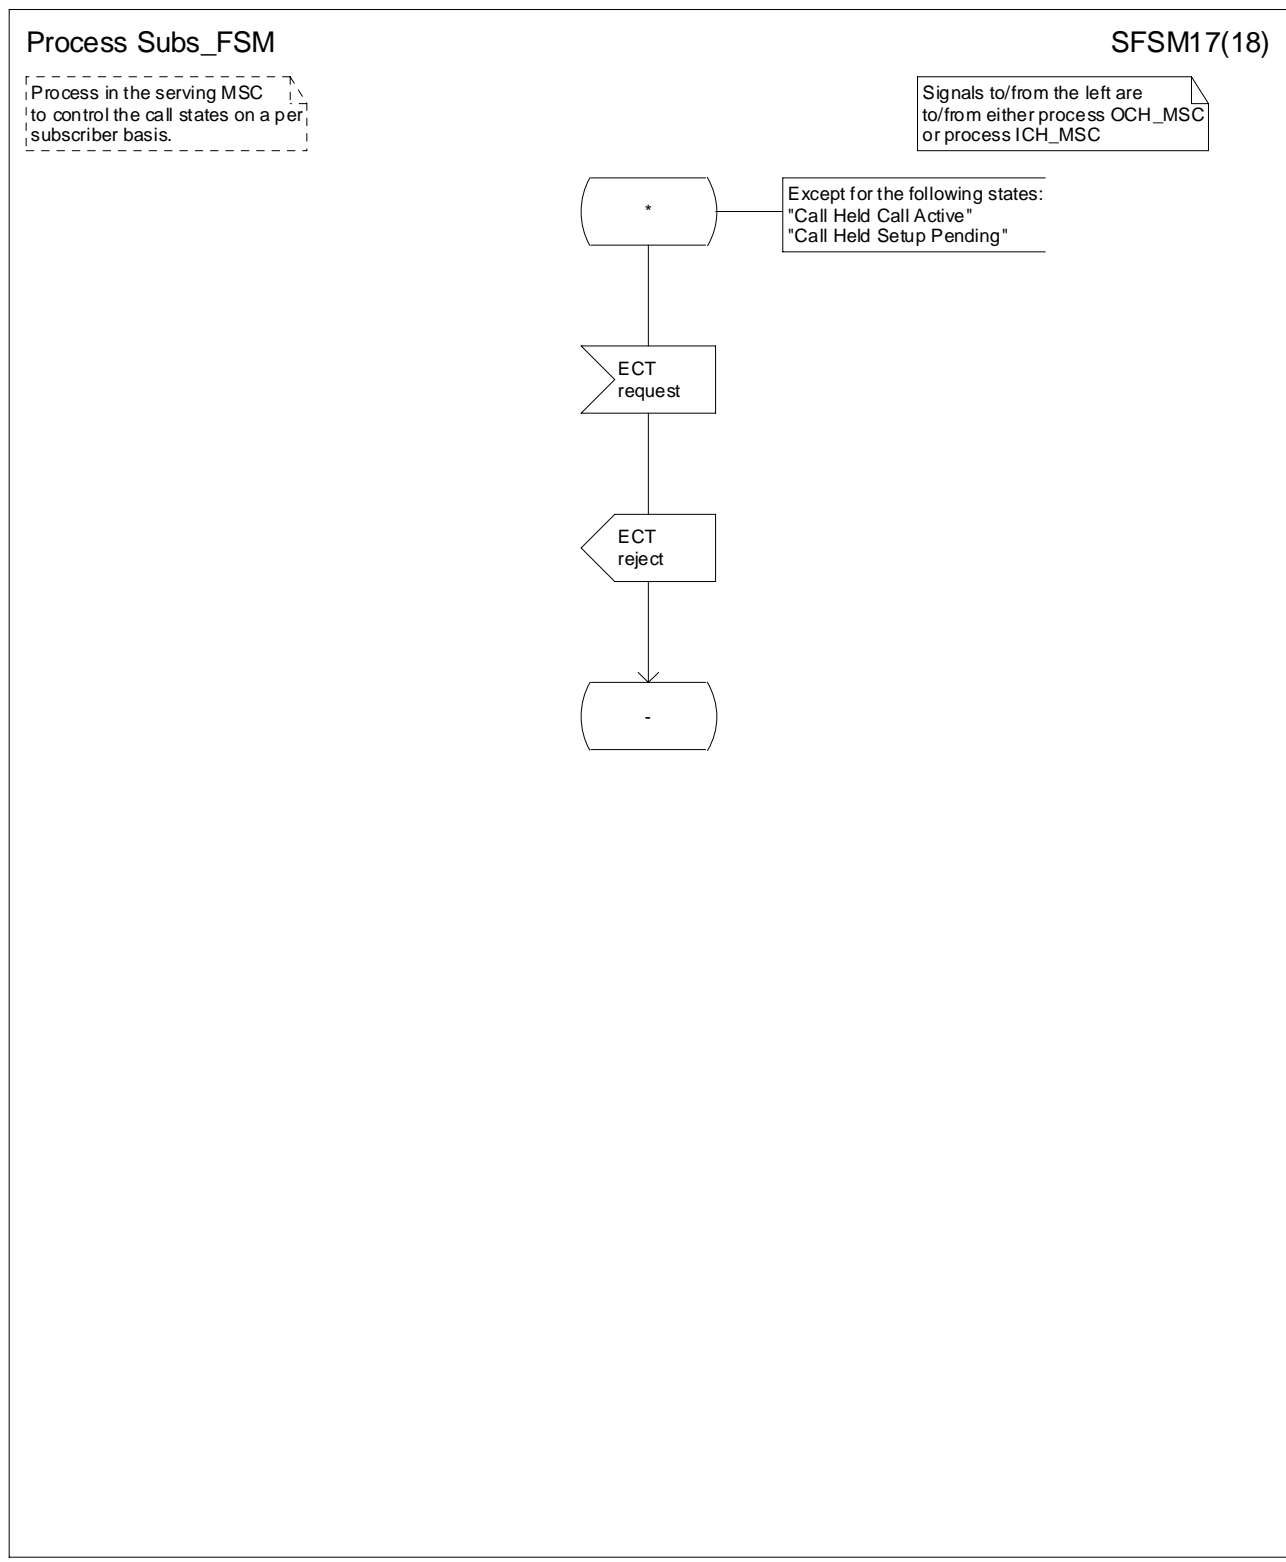 Process Subs_FSM
SFSM17(18)
Process in the serving MSC
to control the call states on a per
subscriber basis.
Signals to/from the left are
to/from either process OCH_MSC
or process ICH_MSC
*
Except for the following states:
"Call Held Call Active"
"Call Held Setup Pending"
ECT
request
ECT
reject
-